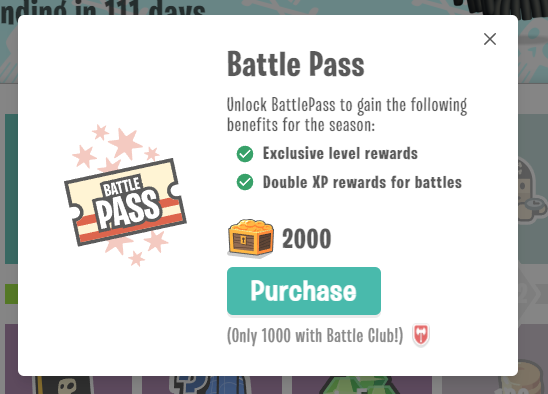 nding in 111 days
Battle Pass
Unlock BattlePass to gain the following
benefits for the season:
Exclusive level rewards
Double XP rewards for battles
BATTLE
PASS
2000
Purchase
(Only 1000 with Battle Club!)